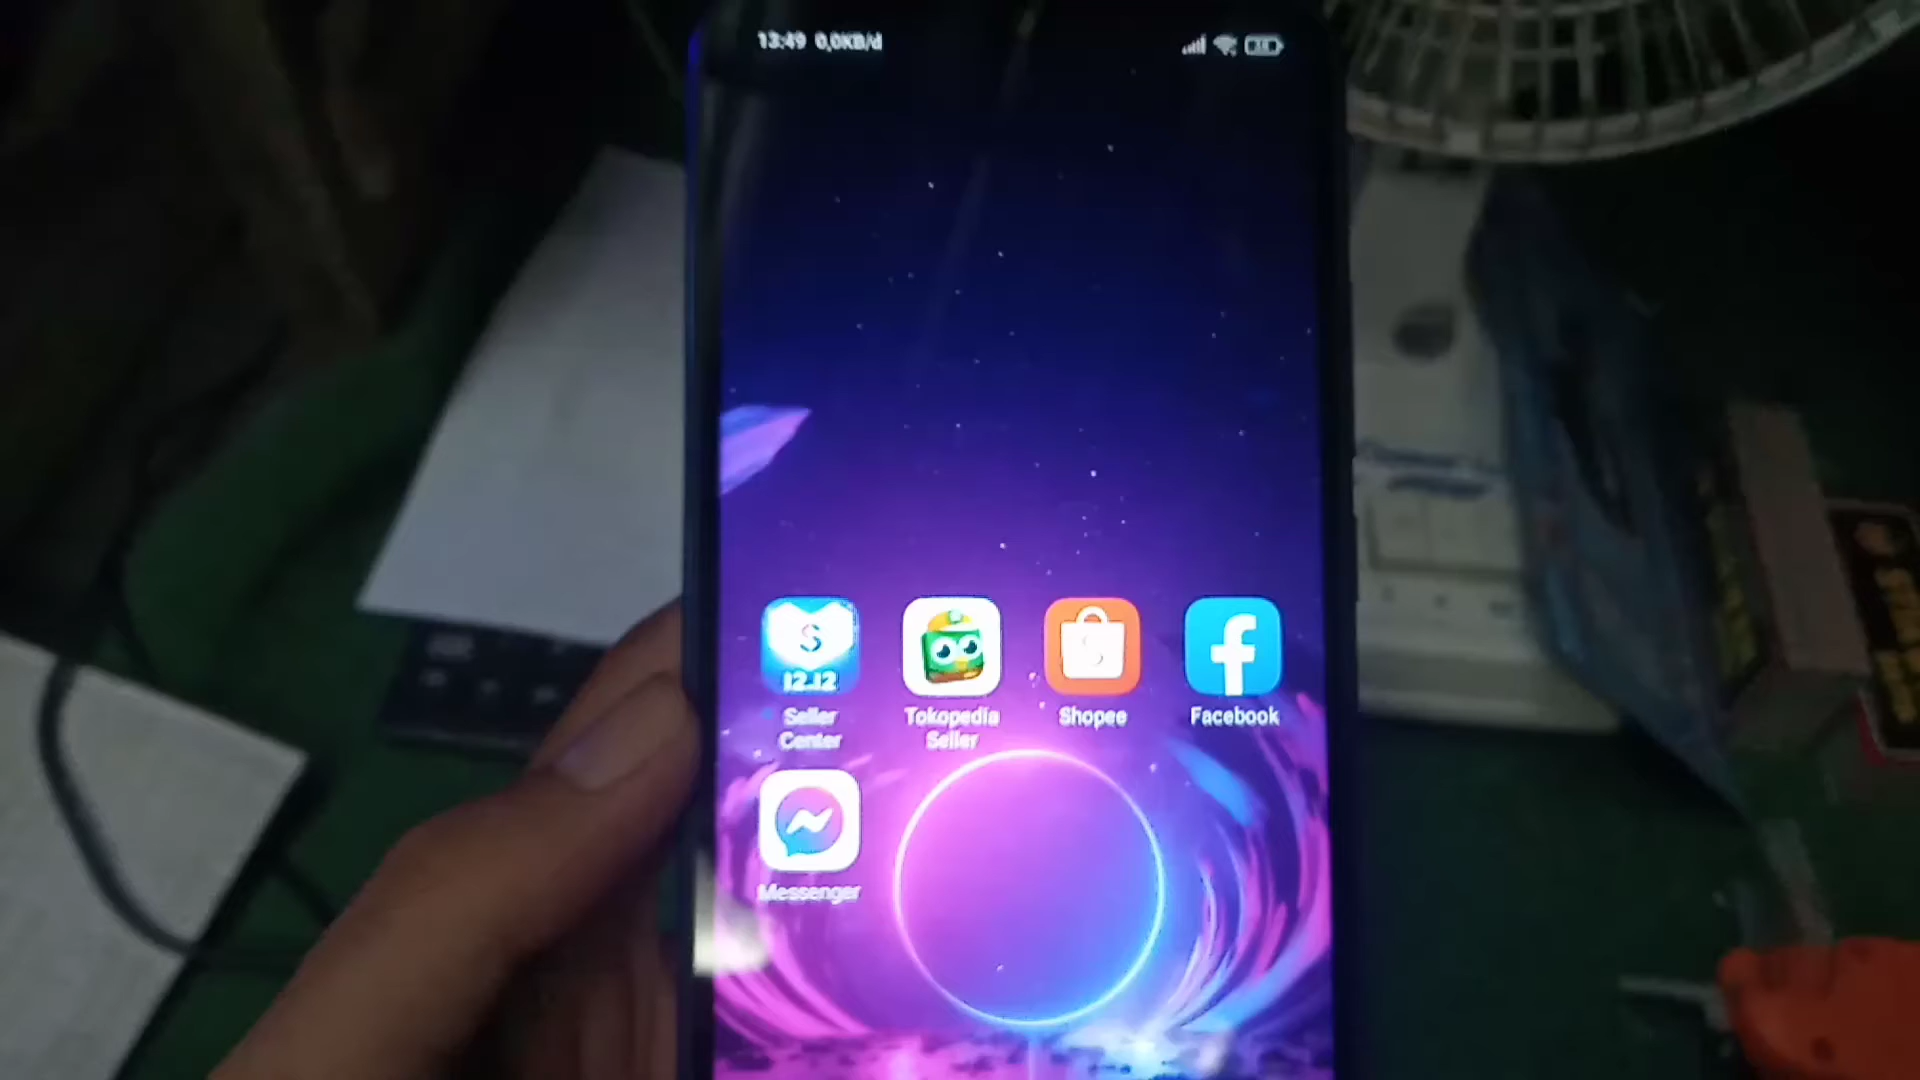 13:49 0,0KB/d
12.12
Seller
Center
Tokopedia
Seller
Shopee
Facebook
Messenger